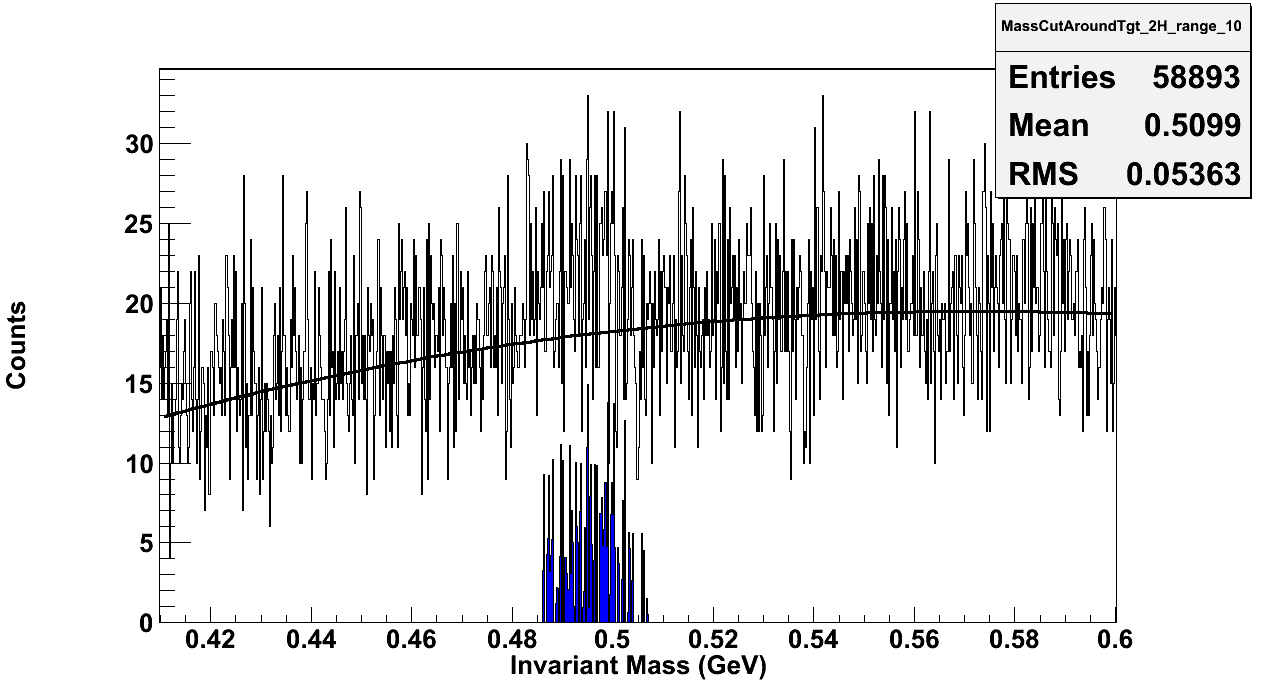 MassCutAroundTgt_2H_range_10
Entries 58893
Mean 0.5099
RMS 0.05363
Counts
30
25
20
15
10
5
0
0.42 0.44 0.46 0.48 0.5 0.52 0.54 0.56 0.58 0.6
Invariant Mass (GeV)